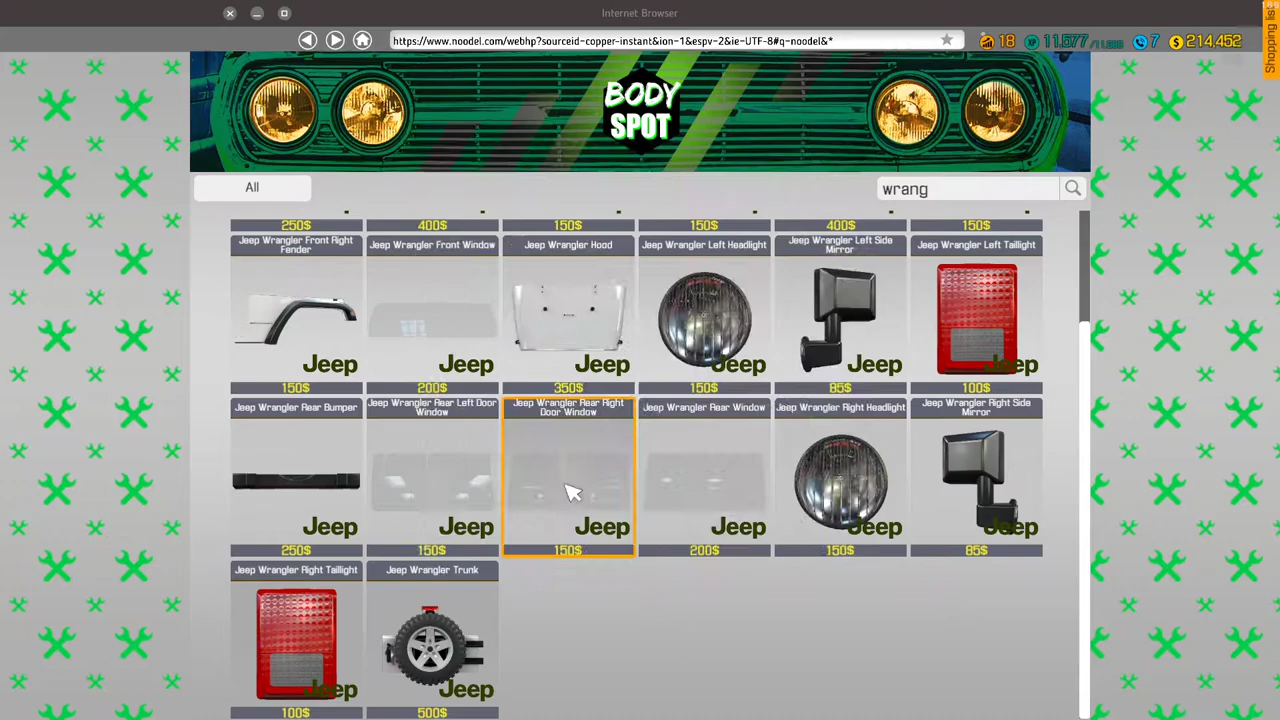 Internet Browser
https://www.noodel.com/webhp?sourceid=copper-instant&ion-1&espv-2&ie-UTF-8#q-noodel&*
18
11,577
7
214,452
Shopping list
BODY
SPOT
All
wrang
250$ 400$ 150$ 150$ 400$ 150$
Jeep Wrangler Front Right
Fender
Jeep Wrangler Front Window
Jeep Wrangler Hood
Jeep Wrangler Left Headlight
Jeep Wrangler Left Side
Mirror
Jeep Wrangler Left Taillight
Jeep Jeep Jeep Jeep Jeep Jeep
150$ 200$ 350$ 150$ 85$ 100$
Jeep Wrangler Rear Bumper
Jeep Wrangler Rear Left Door
Window
Jeep Wrangler Rear Right
Door Window
Jeep Wrangler Rear Window
Jeep Wrangler Right Headlight
Jeep Wrangler Right Side
Mirror
Jeep Jeep Jeep Jeep Jeep Jeep
250$ 150$ 150$ 200$ 150$ 85$
Jeep Wrangler Right Taillight
Jeep Wrangler Trunk
Jeep Jeep
100$ 500$